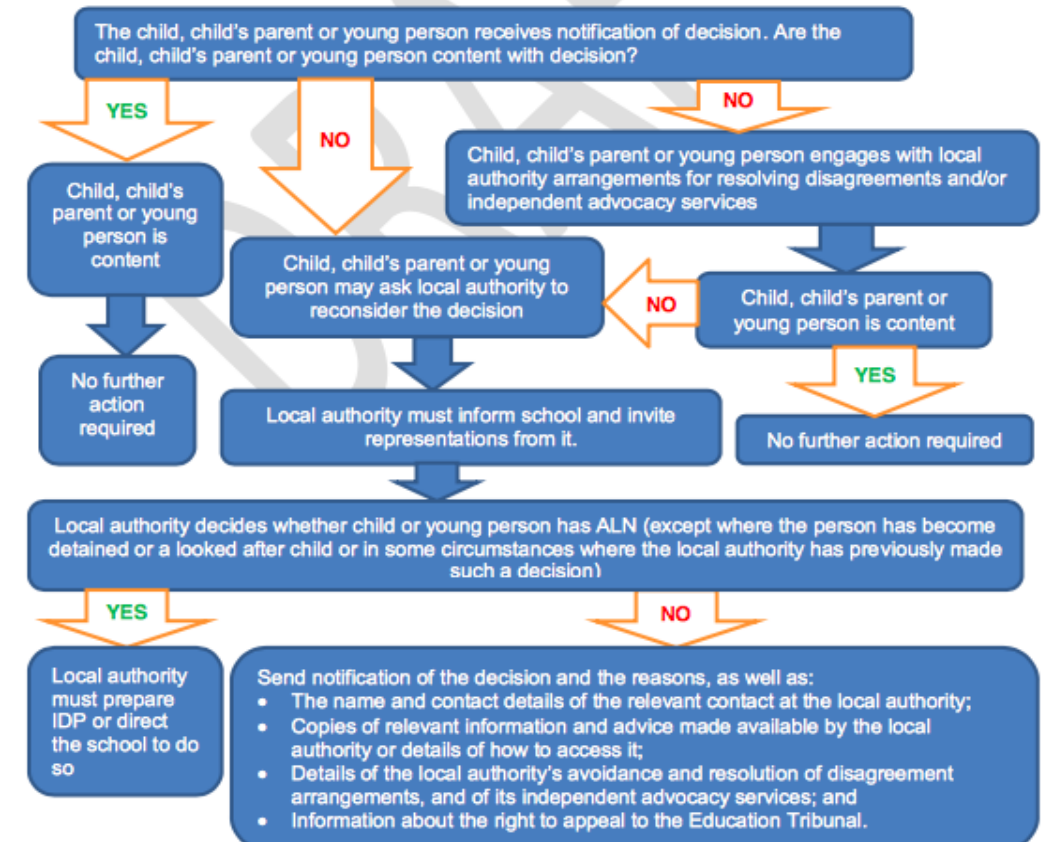 The child, child's parent or young person receives notification of decision. Are the
child, child's parent or young person content with decision?
YES
NO
NO
Child, child's
parent or young
person is
content
Child, child's parent or young person engages with local
authority arrangements for resolving disagreements and/or
independent advocacy services
Child, child's parent or young
person may ask local authority to
reconsider the decision
NO
Child, child's parent or
young person is content
No further
action
required
YES
Local authority must inform school and invite
representations from it.
No further action required
Local authority decides whether child or young person has ALN (except where the person has become
detained or a looked after child or in some circumstances where the local authority has previously made
such a decision)
YES
NO
Local authority
must prepare
IDP or direct
the school to do
so
Send notification of the decision and the reasons, as well as:
• The name and contact details of the relevant contact at the local authority;
• Copies of relevant information and advice made available by the local
authority or details of how to access it;
• Details of the local authority's avoidance and resolution of disagreement
arrangements, and of its independent advocacy services; and
• Information about the right to appeal to the Education Tribunal.